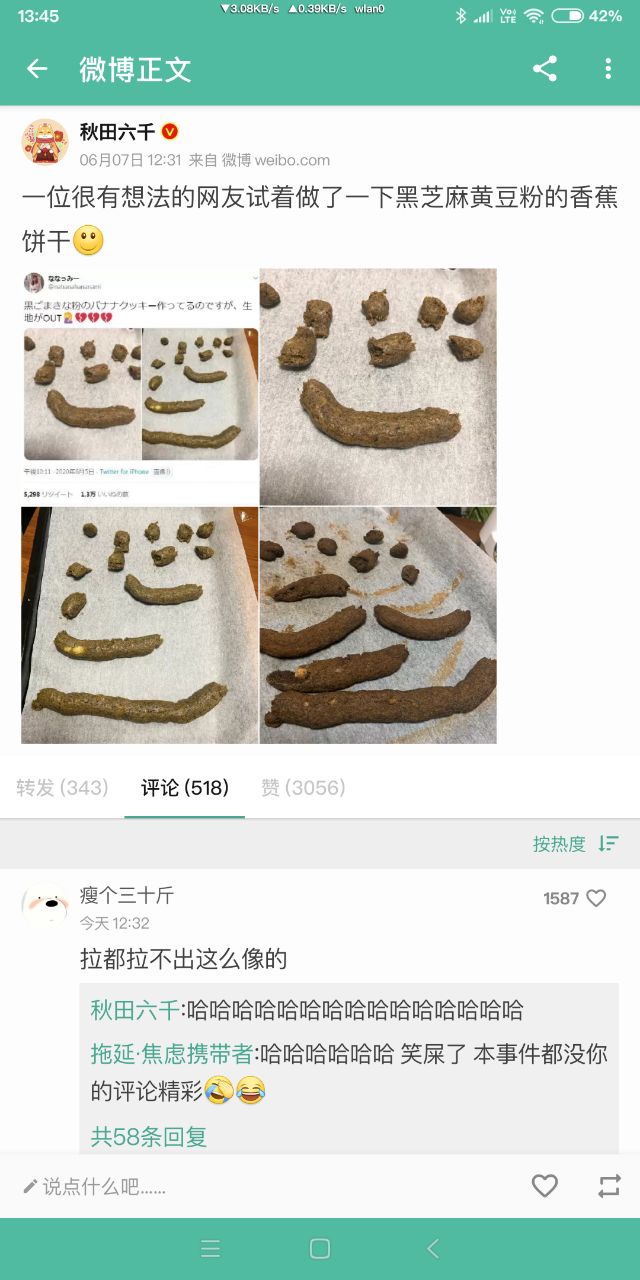 13:45
▼3.08KB/s ▲0.39KB/s wlan0
Vo) LTE
42%
微博正文
秋田六千
06月07日 12:31 来自 微博 weibo.com
一位很有想法的网友试着做了一下黑芝麻黄豆粉的香蕉
饼干
ななっみー
黒ごまきな粉のバナナクッキー作ってるのですが、生
地がOUT
午後10:11 · 2020年6月5日 · Twitter for iPhone
5,298 リツイート 1.3万 いいねの数
转发 (343)
评论 (518)
赞 (3056)
按热度
瘦个三十斤
1587
今天 12:32
拉都拉不出这么像的
秋田六千:哈哈哈哈哈哈哈哈哈哈哈哈哈哈哈
拖延·焦虑携带者:哈哈哈哈哈哈 笑屎了 本事件都没你
的评论精彩
共58条回复
说点什么吧......